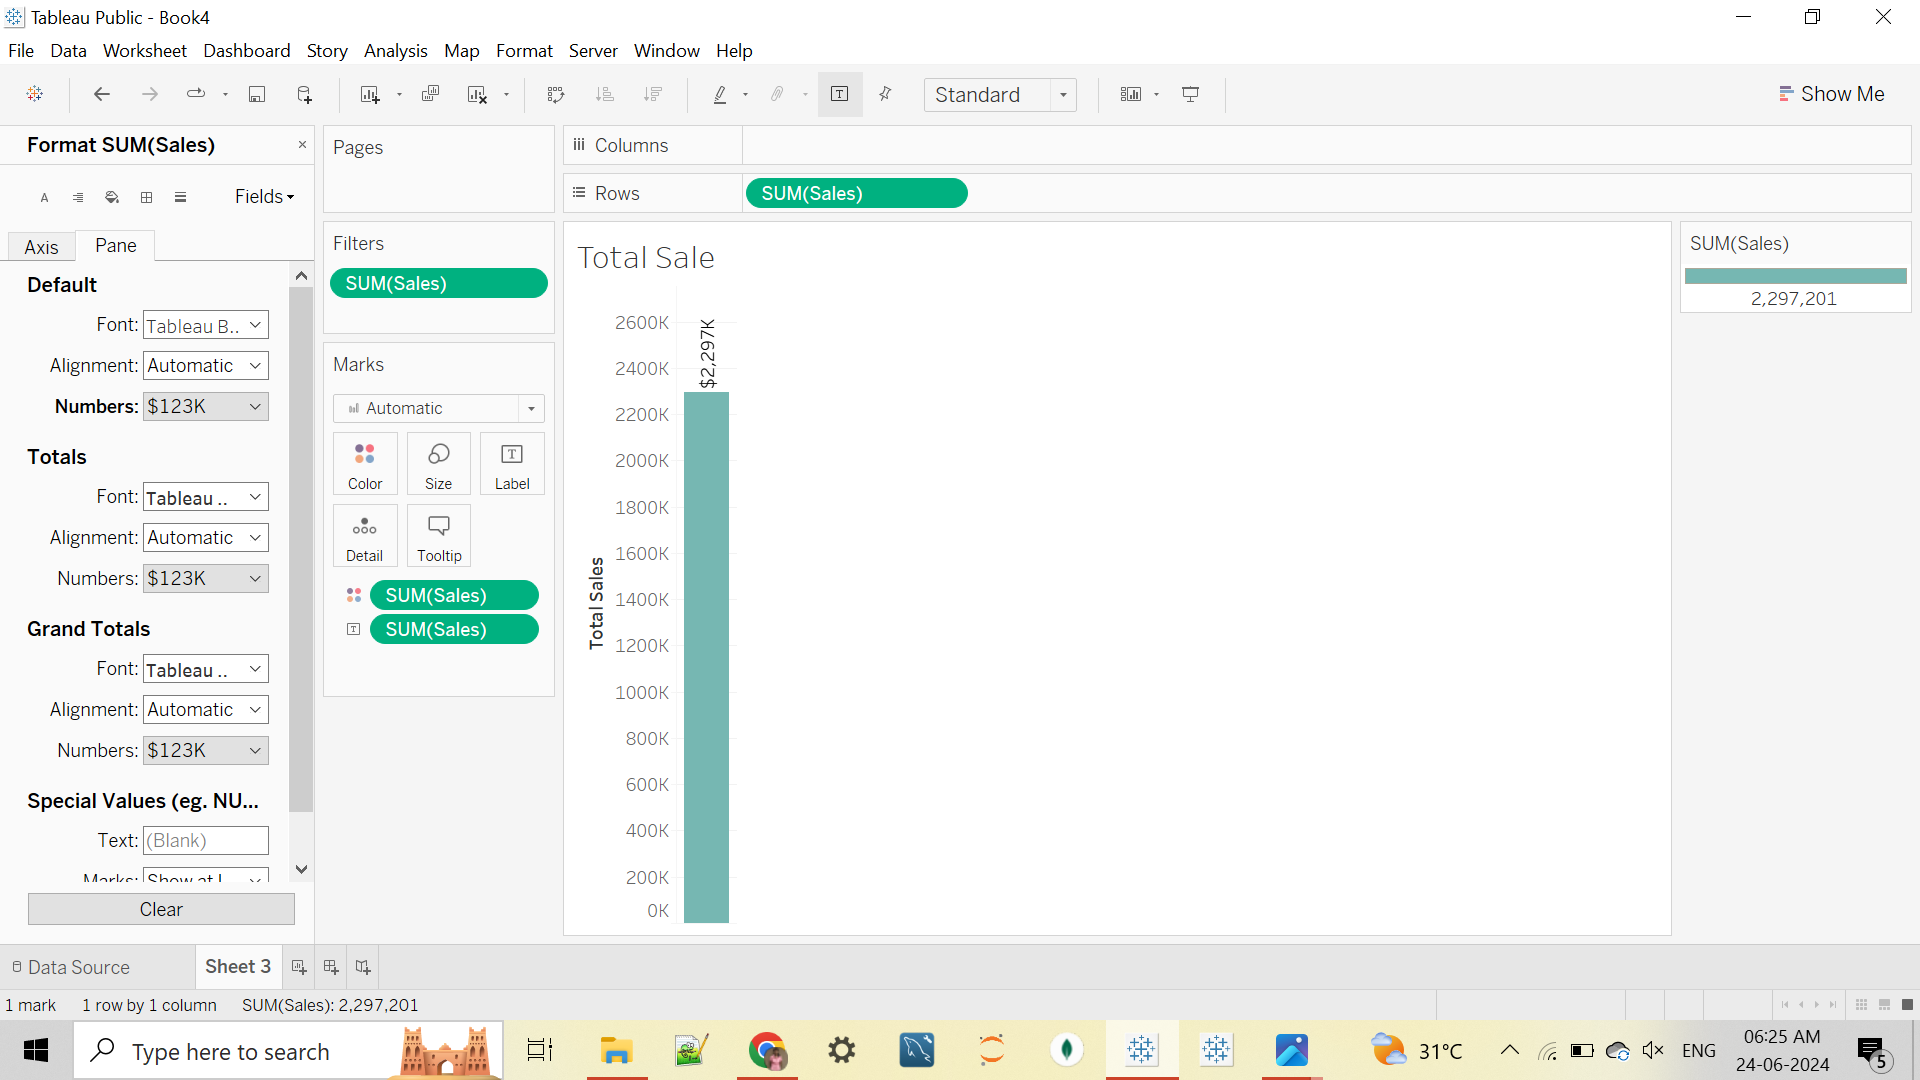 Tableau Public - Book4
File Data Worksheet Dashboard Story Analysis Map Format Server Window Help
Standard
Show Me
Format SUM(Sales)
Fields
Axis Pane
Default
Font: Tableau B..
Alignment: Automatic
Numbers: $123K
Totals
Font: Tableau ..
Alignment: Automatic
Numbers: $123K
Grand Totals
Font: Tableau ..
Alignment: Automatic
Numbers: $123K
Special Values (eg. NU...
Text: (Blank)
Marks: Show at
Clear
Pages
Filters
SUM(Sales)
Marks
Automatic
Color Size Label
Detail Tooltip
SUM(Sales)
SUM(Sales)
Columns
Rows SUM(Sales)
Total Sale
Total Sales
2600K
2400K
2200K
2000K
1800K
1600K
1400K
1200K
1000K
800K
600K
400K
200K
0K
$2,297K
SUM(Sales)
2,297,201
Data Source Sheet 3
1 mark 1 row by 1 column SUM(Sales): 2,297,201
Type here to search
31°C
ENG
06:25 AM
24-06-2024
5